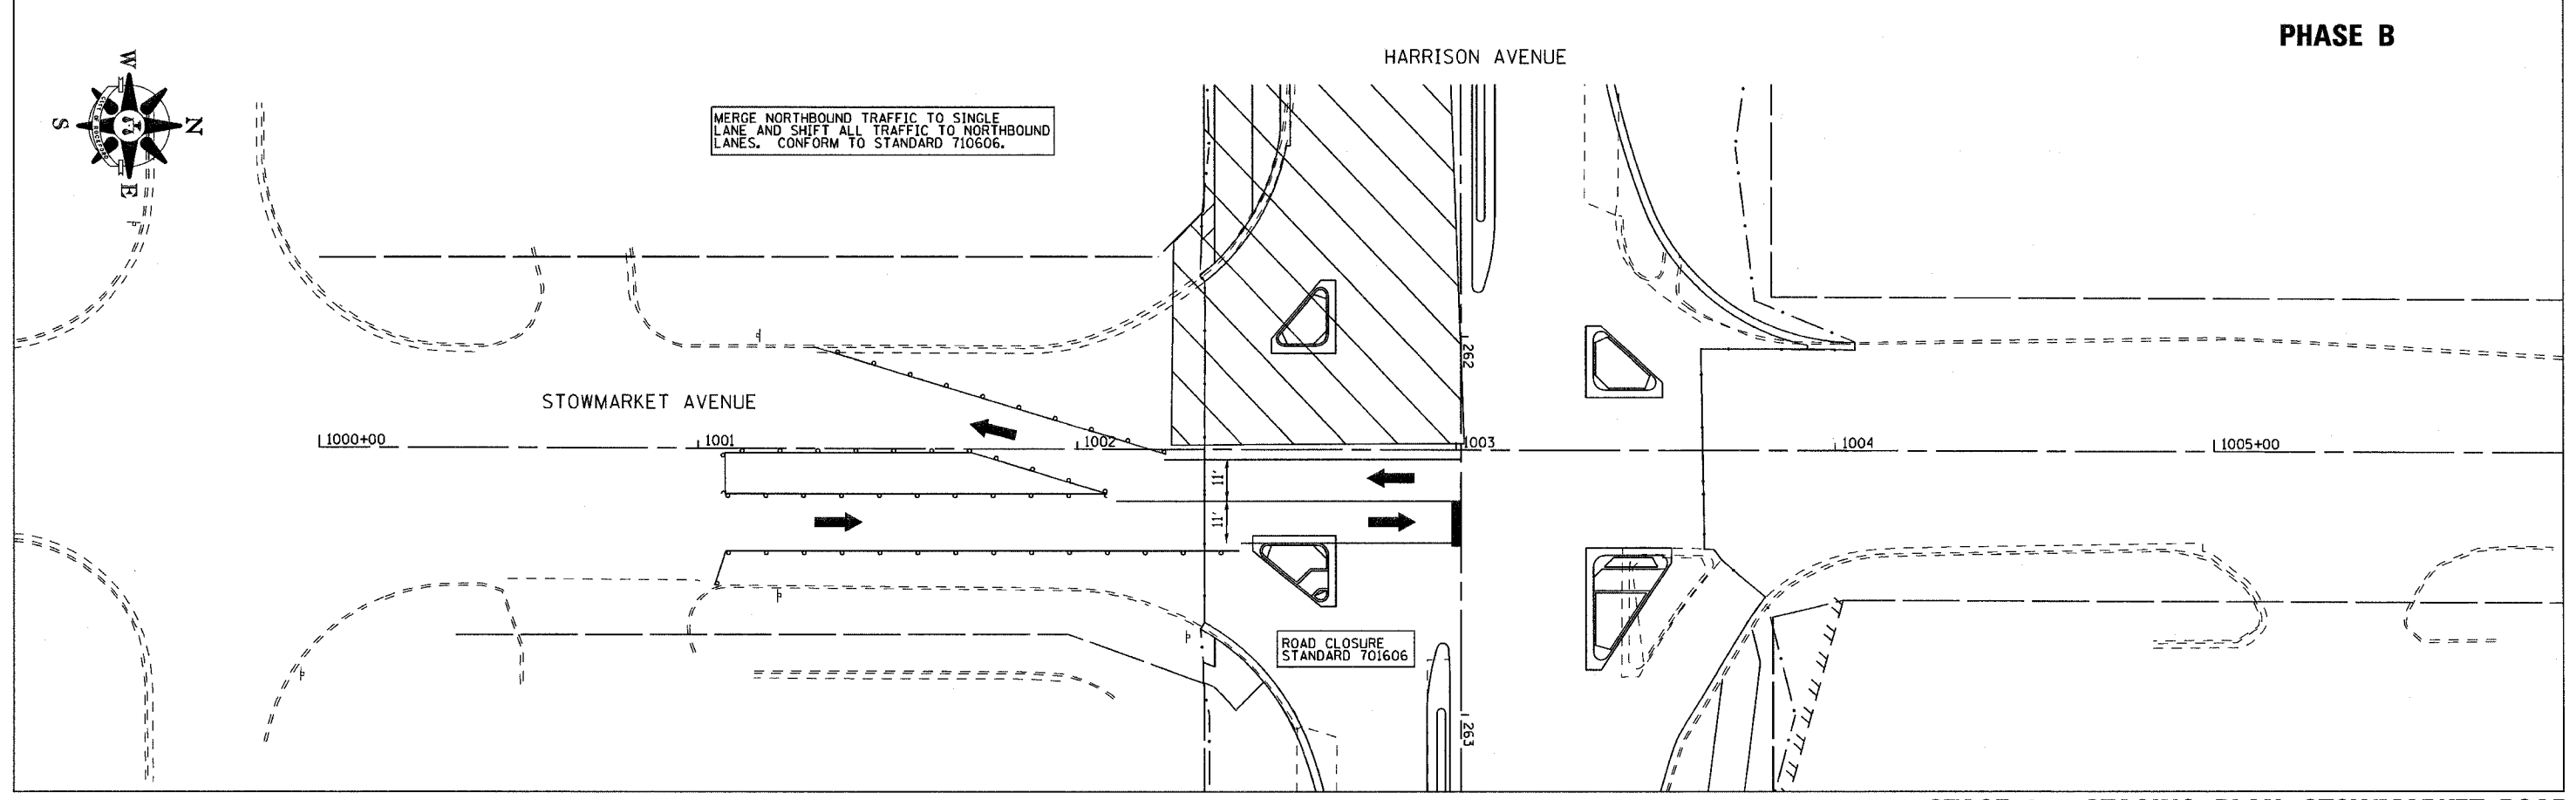 PHASE B
HARRISON AVENUE
W
S
N
E
MERGE NORTHBOUND TRAFFIC TO SINGLE
LANE AND SHIFT ALL TRAFFIC TO NORTHBOUND
LANES. CONFORM TO STANDARD 710606.
262
STOWMARKET AVENUE
1000+00
1001
1002
1003
1004
1005+00
11'
11'
ROAD CLOSURE
STANDARD 701606
263